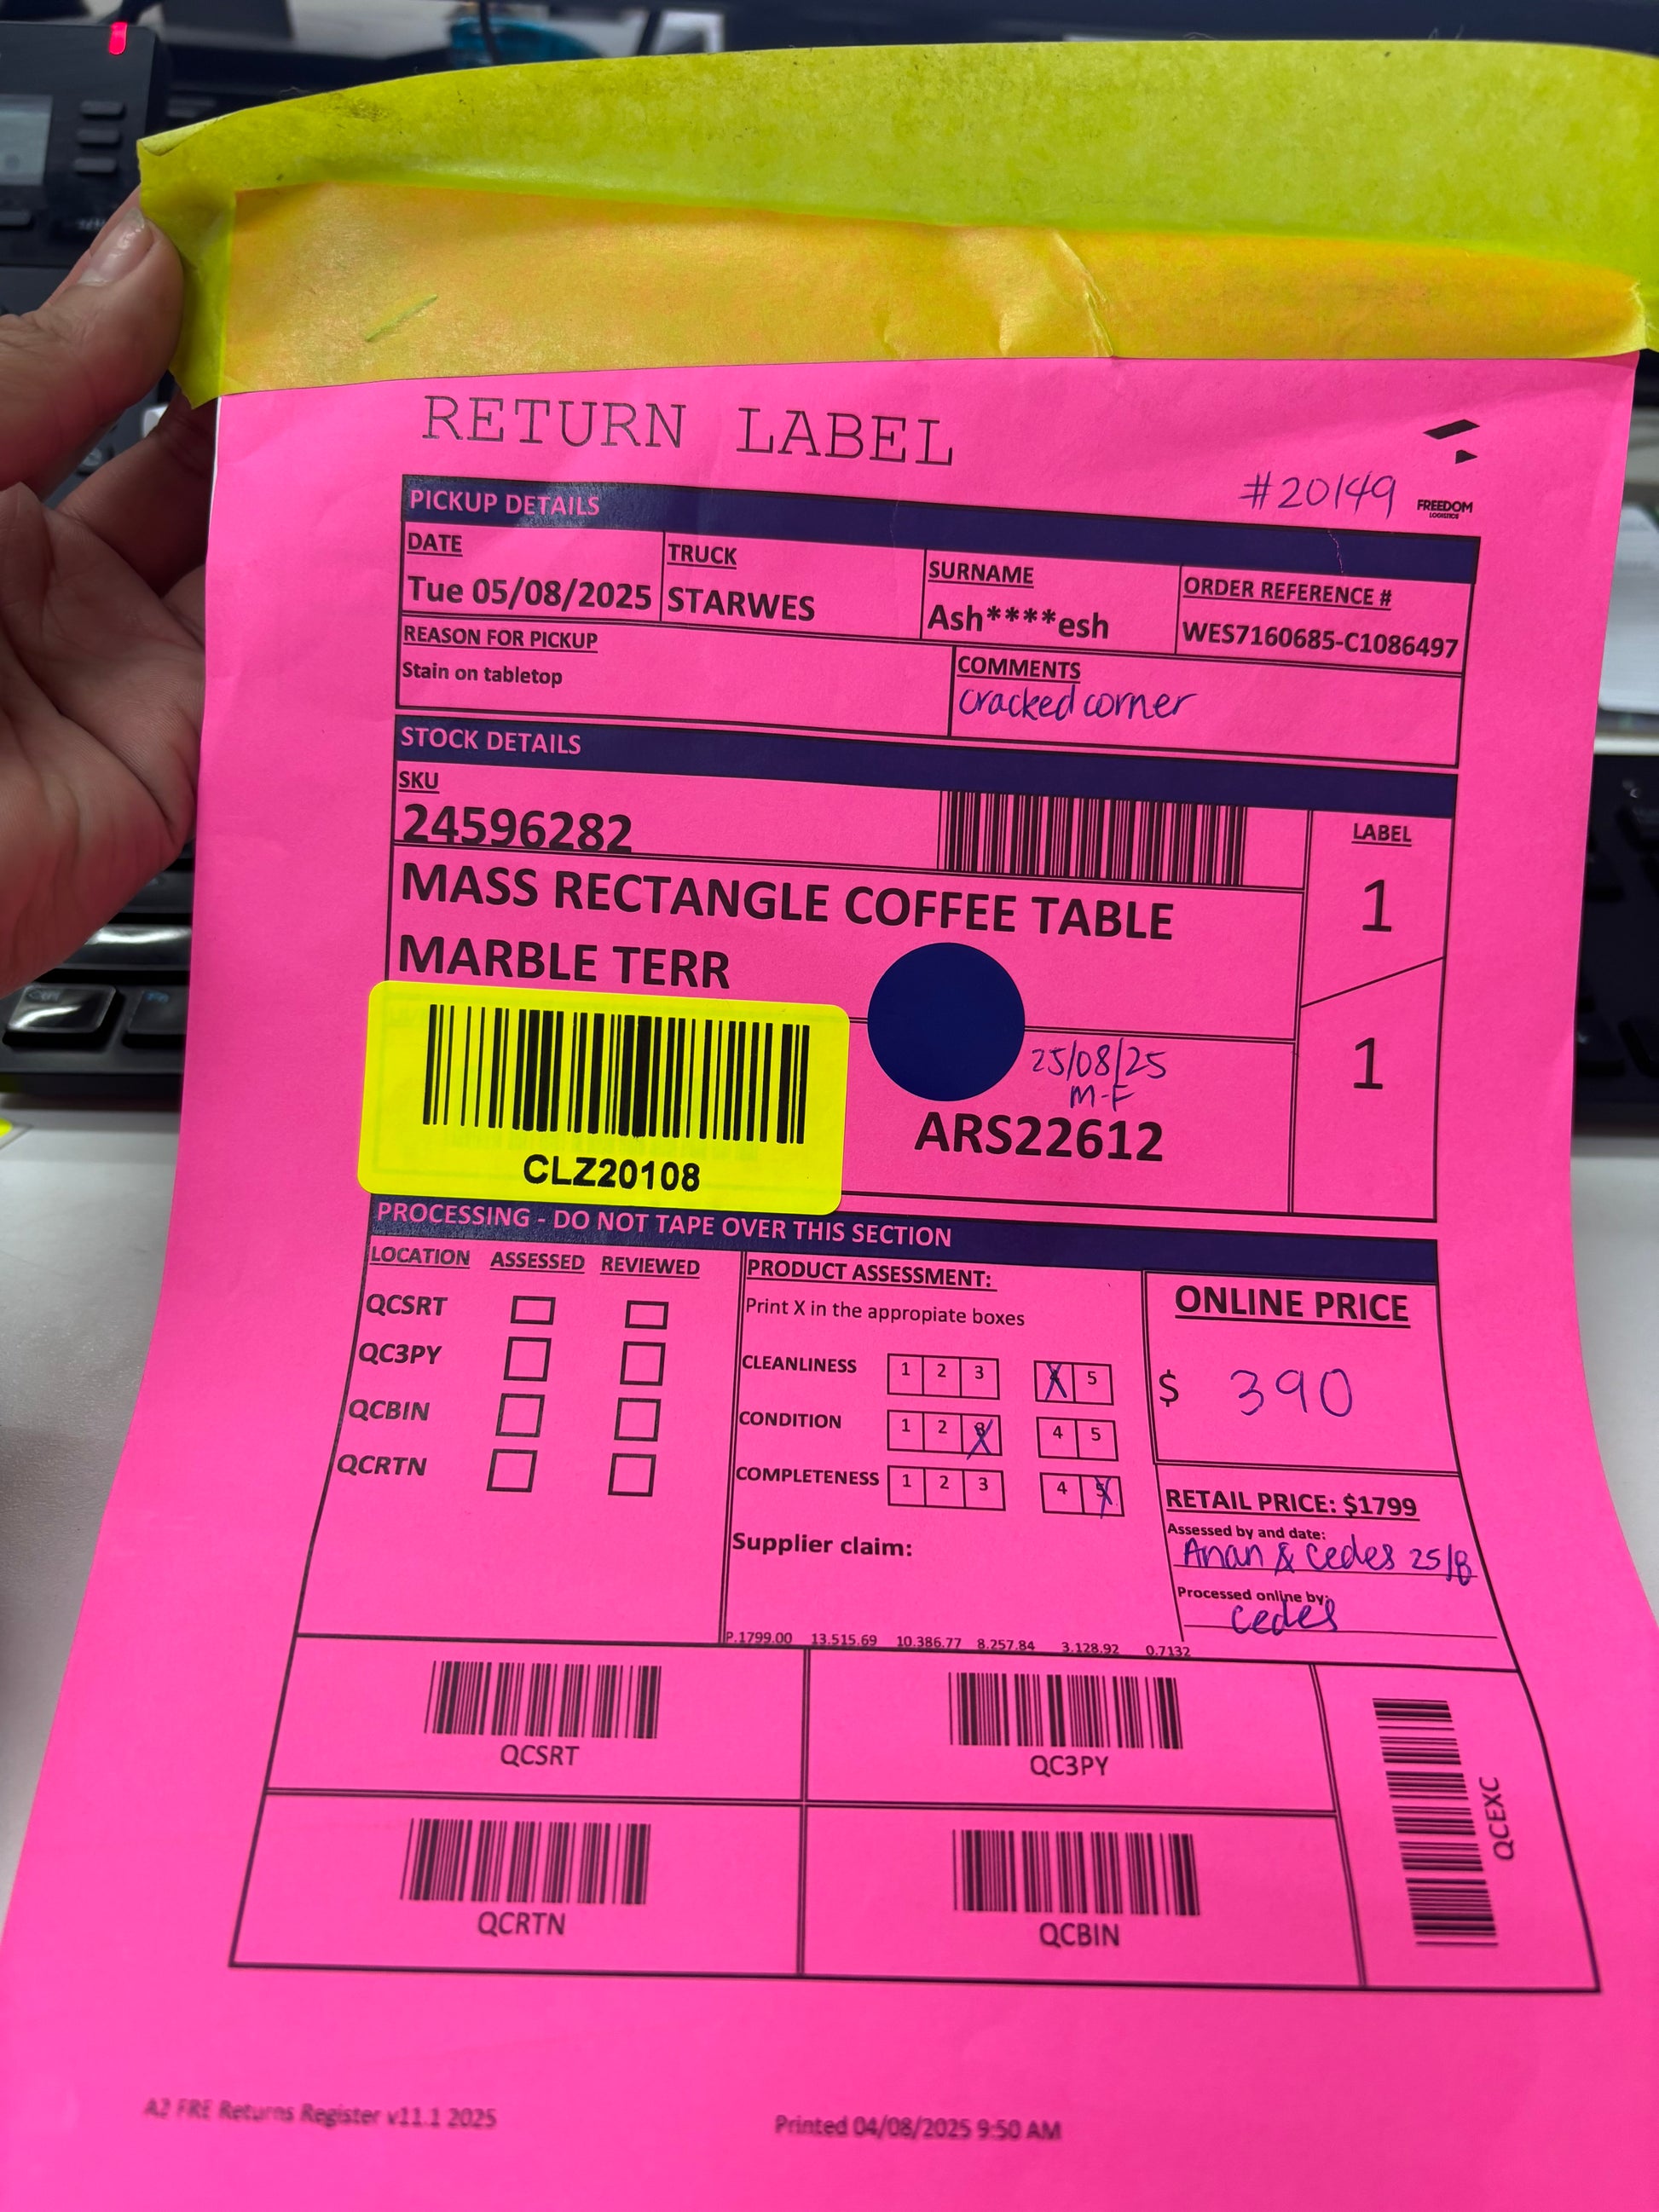 RETURN LABEL
#20149
FREEDOM
LOGISTICS
PICKUP DETAILS
DATE
Tue 05/08/2025
TRUCK
STARWES
SURNAME
Ash****esh
ORDER REFERENCE #
WES7160685-C1086497
REASON FOR PICKUP
Stain on tabletop
COMMENTS
cracked corner
STOCK DETAILS
SKU
24596282
LABEL
1
1
MASS RECTANGLE COFFEE TABLE
MARBLE TERR
25/08/25
M-F
ARS22612
CLZ20108
PROCESSING - DO NOT TAPE OVER THIS SECTION
LOCATION ASSESSED REVIEWED
QCSRT
QC3PY
QCBIN
QCRTN
PRODUCT ASSESSMENT:
Print X in the appropiate boxes
CLEANLINESS 1 2 3 4 5
CONDITION 1 2 3 4 5
COMPLETENESS 1 2 3 4 5
Supplier claim:
ONLINE PRICE
$ 390
RETAIL PRICE: $1799
Assessed by and date:
Anan & Cedes 25/8
Processed online by:
Cedes
P.1799.00 13.515.69 10.386.77 8.257.84 3.128.92 0.7132
QCSRT
QC3PY
QCEXC
QCRTN
QCBIN
A2 FRE Returns Register v11.1 2025
Printed 04/08/2025 9:50 AM